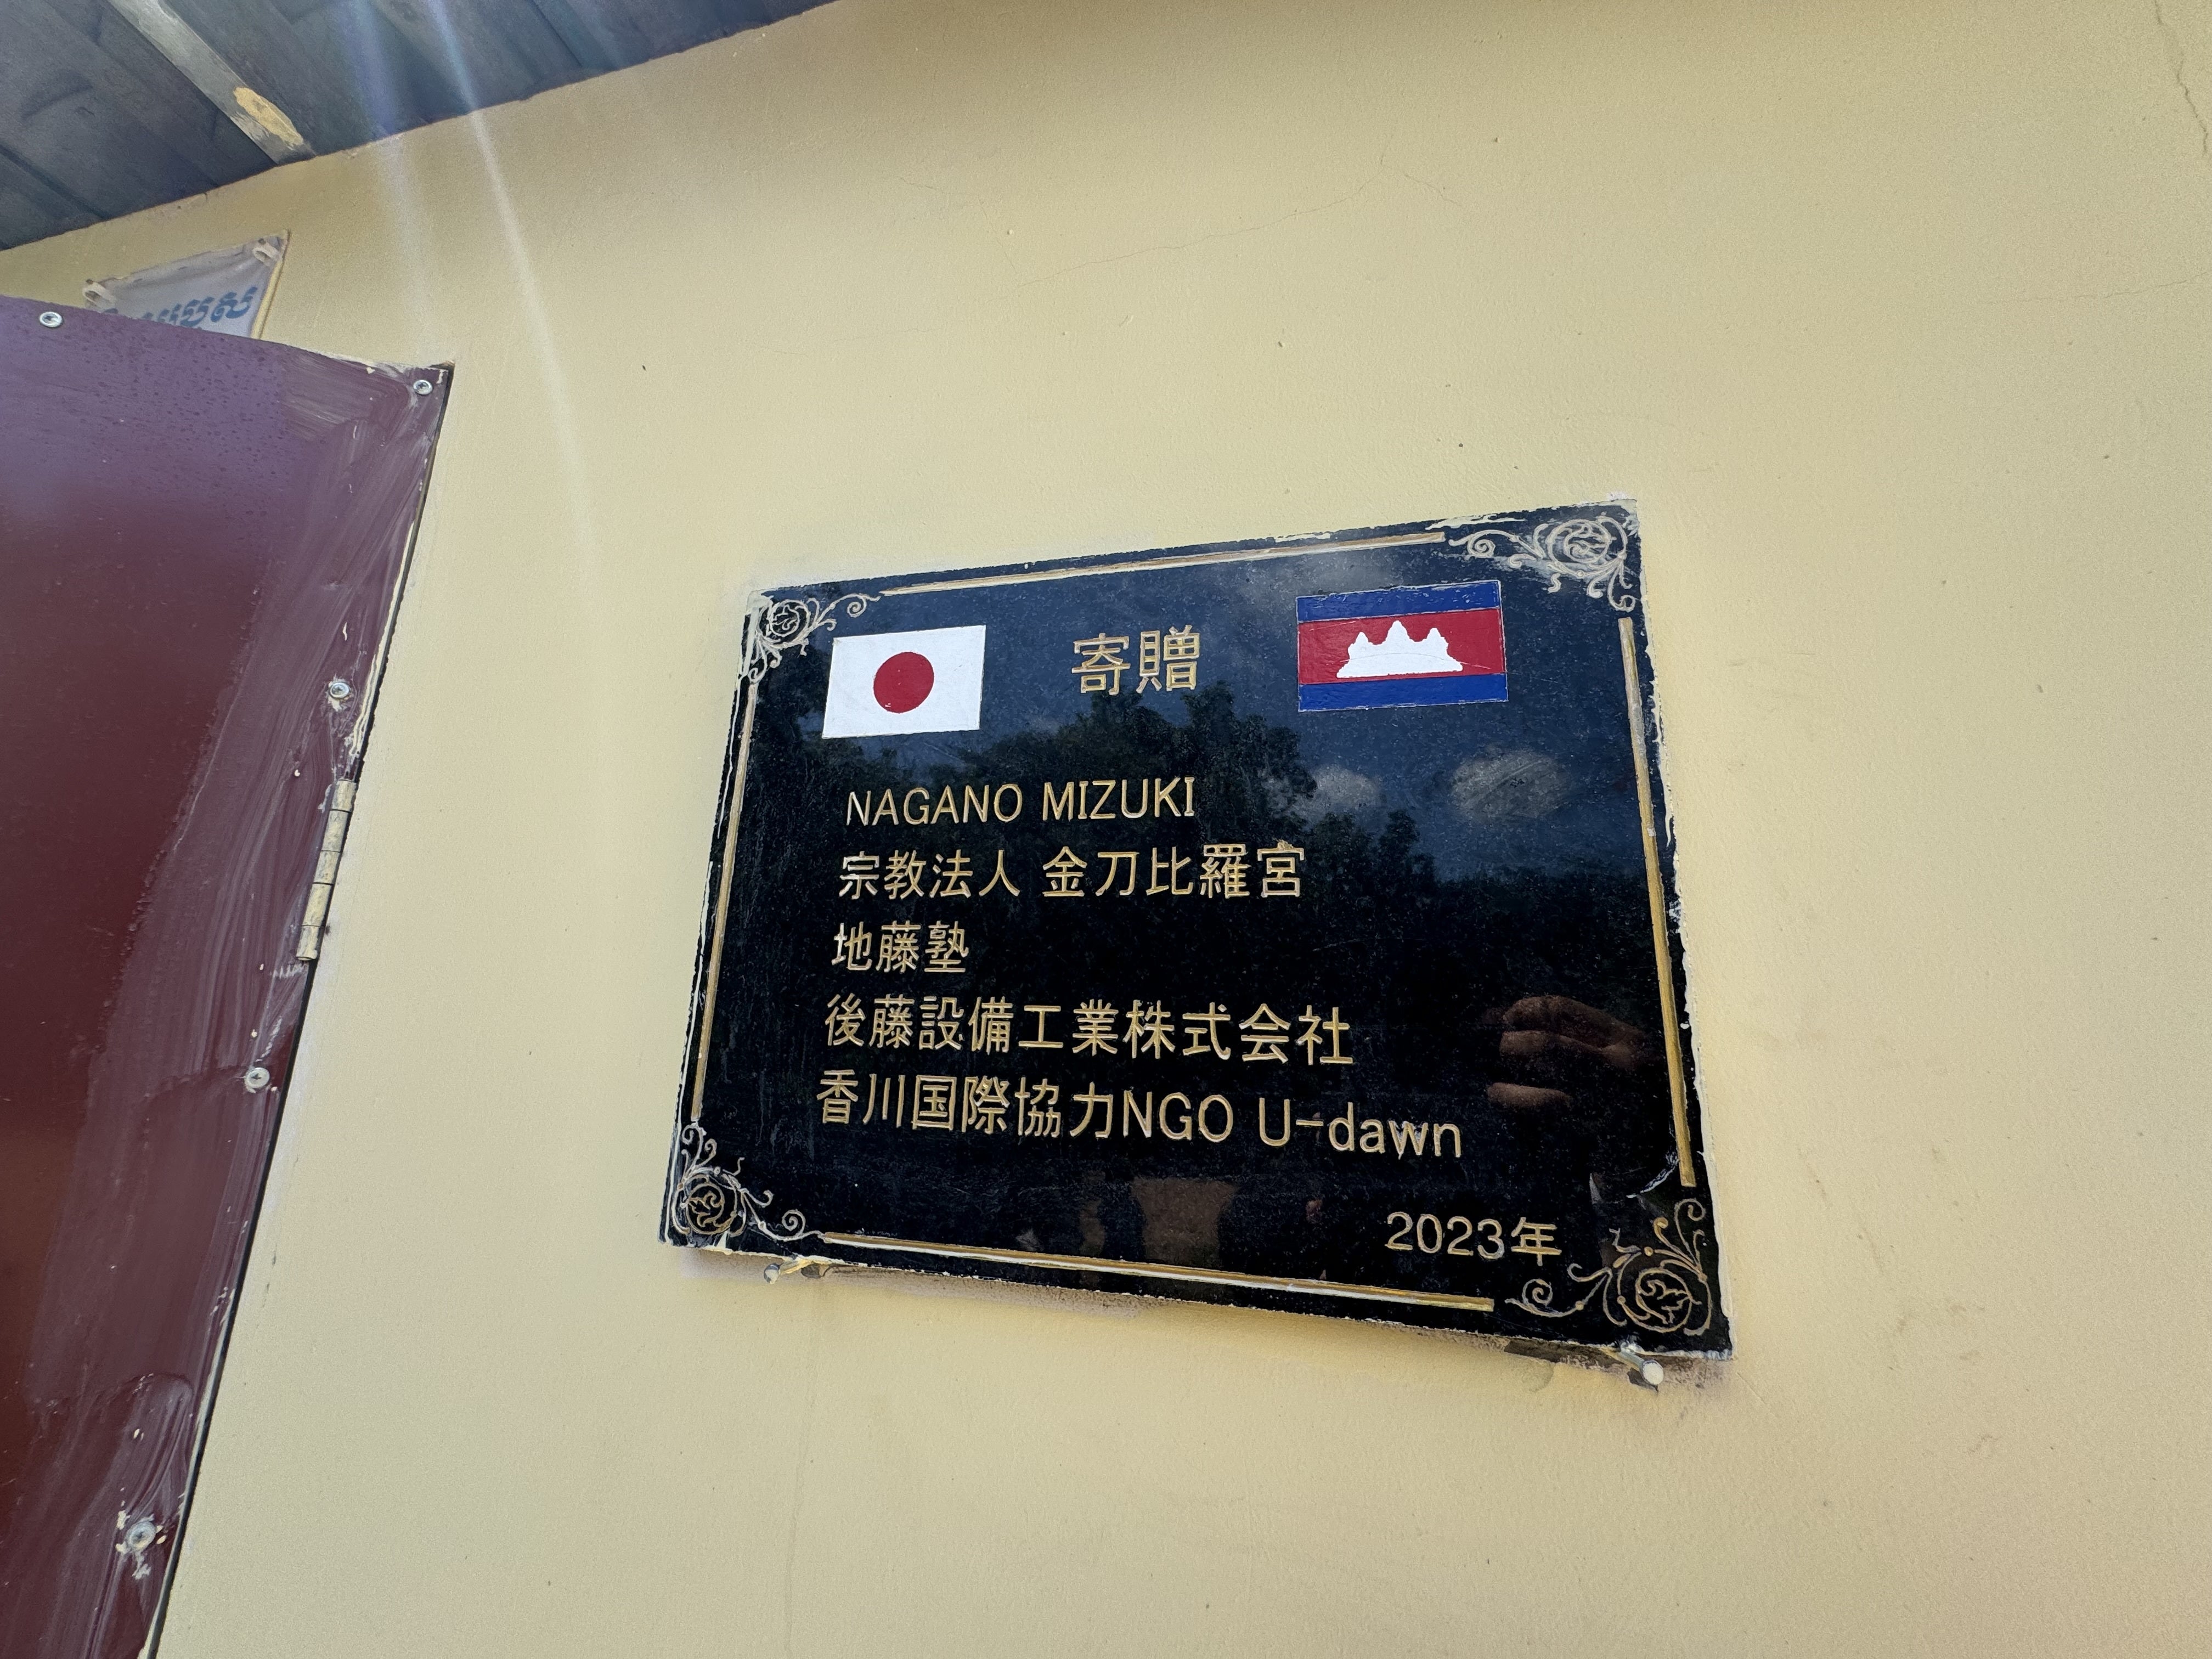 寄贈
NAGANO MIZUKI
宗教法人 金刀比羅宮
地藤塾
後藤設備工業株式会社
香川国際協力NGO U-dawn
2023年